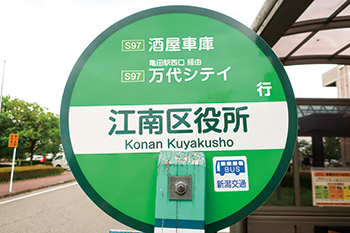 S97 酒屋車庫
亀田駅西口 経由
S97 万代シテイ
行
江南区役所
Konan Kuyakusho
BUS
新潟交通